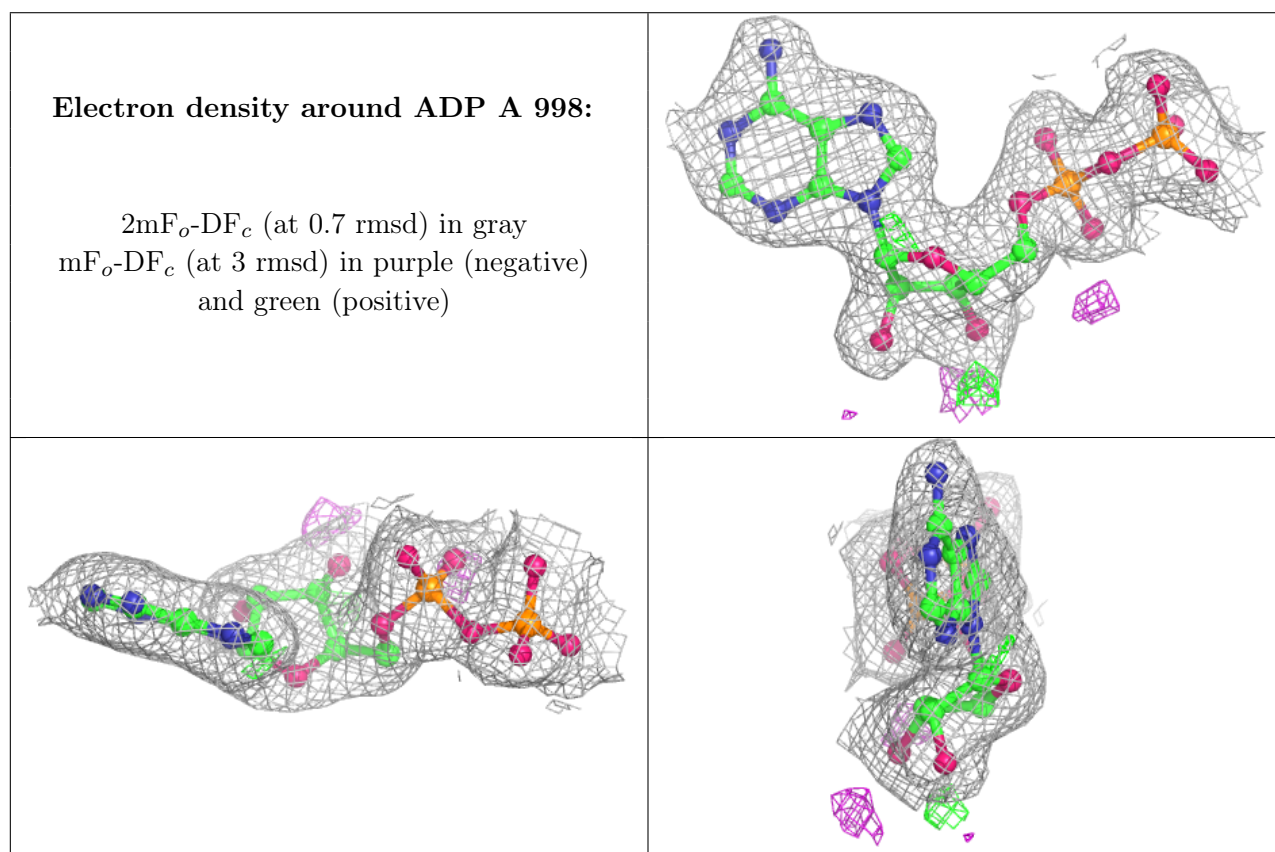 Electron density around ADP A 998:
2mFo-DFc (at 0.7 rmsd) in gray
mFo-DFc (at 3 rmsd) in purple (negative)
and green (positive)